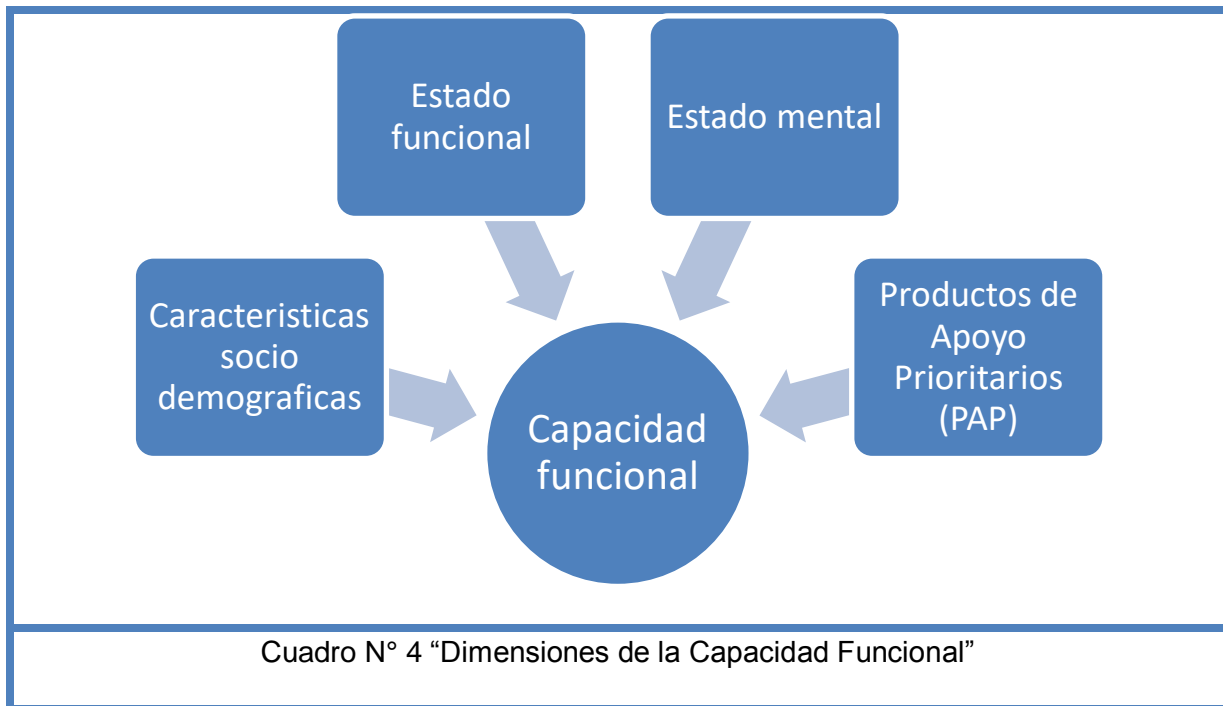 Estado
funcional
Estado mental
Caracteristicas
socio
demograficas
Productos de
Apoyo
Prioritarios
(PAP)
Capacidad
funcional
Cuadro N° 4 “Dimensiones de la Capacidad Funcional”